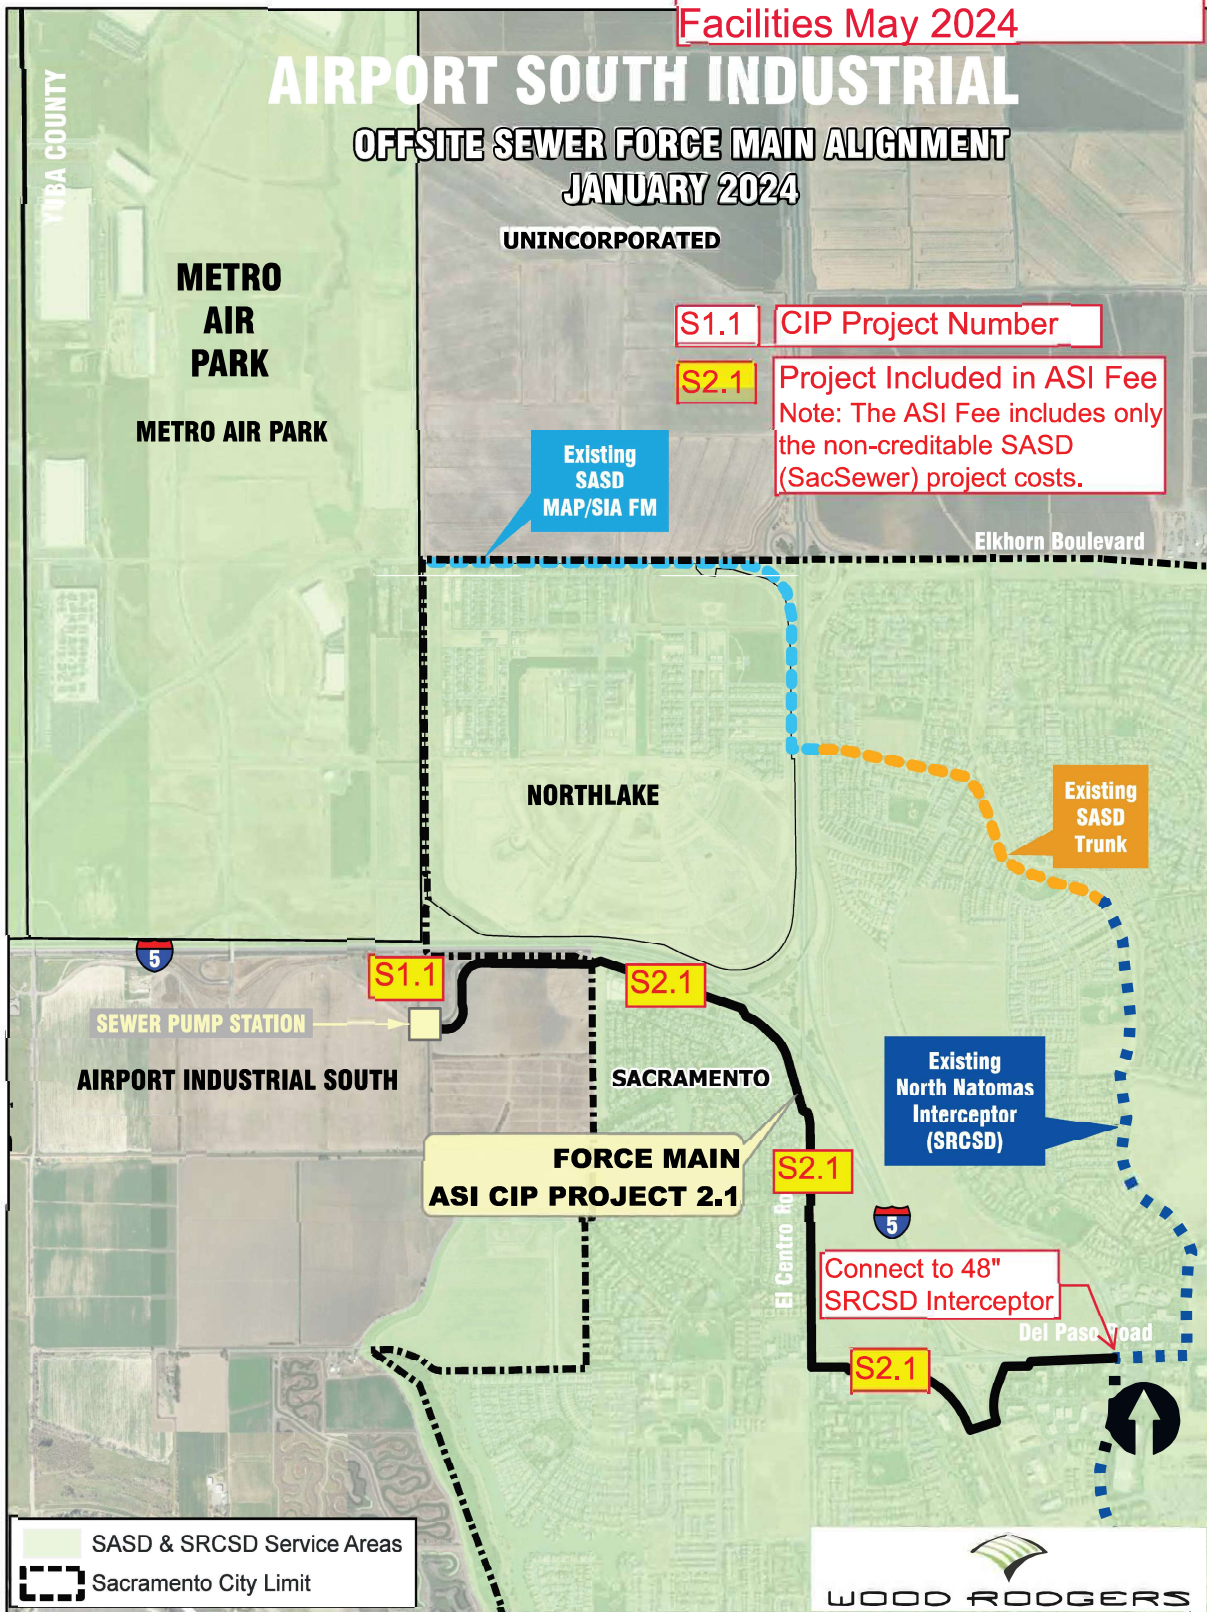 Facilities May 2024
AIRPORT SOUTH INDUSTRIAL
OFFSITE SEWER FORCE MAIN ALIGNMENT
JANUARY 2024
YUBA COUNTY
UNINCORPORATED
METRO
AIR
PARK
METRO AIR PARK
S1.1 CIP Project Number
S2.1 Project Included in ASI Fee
Note: The ASI Fee includes only
the non-creditable SASD
(SacSewer) project costs.
Existing
SASD
MAP/SIA FM
Elkhorn Boulevard
NORTHLAKE
Existing
SASD
Trunk
5
S1.1
S2.1
SEWER PUMP STATION
AIRPORT INDUSTRIAL SOUTH
SACRAMENTO
Existing
North Natomas
Interceptor
(SRCSD)
FORCE MAIN
ASI CIP PROJECT 2.1
S2.1
El Centro
5
Connect to 48"
SRCSD Interceptor
Del Paso Road
S2.1
SASD & SRCSD Service Areas
Sacramento City Limit
WOOD RODGERS